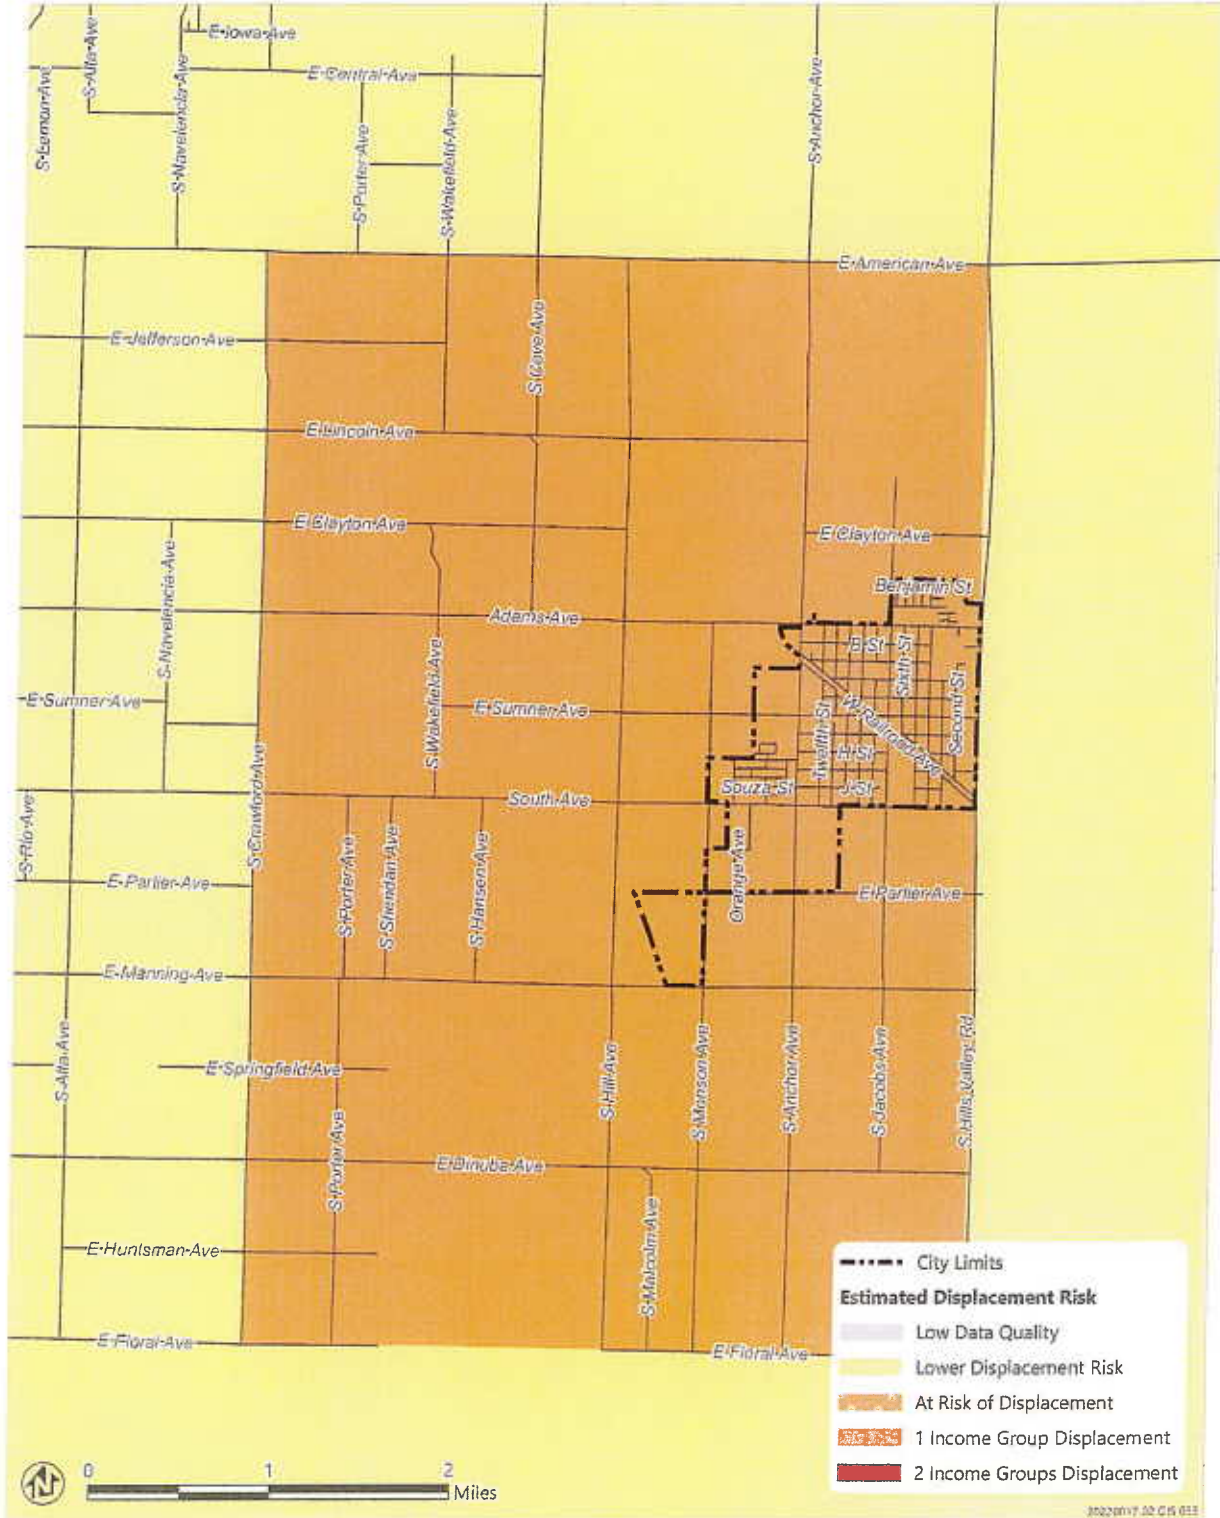 E Iowa Ave
S Alta Ave
E Central Ave
S Navelencia Ave
S Anchor Ave
S Porter Ave
S Wakefield Ave
E American Ave
E Jefferson Ave
S Cove Ave
E Lincoln Ave
E Clayton Ave
E Clayton Ave
Benjamin St
Adams Ave
S Navelencia Ave
B St
Sixth St
S Wakefield Ave
E Sumner Ave
E Sumner Ave
Second St
W Railroad Ave
Twelfth St
H St
S Crawford Ave
Souza St
J St
South Ave
S Rio Ave
E Parlier Ave
S Porter Ave
S Sheridan Ave
S Hansen Ave
Orange Ave
E Parlier Ave
E Manning Ave
S Alta Ave
E Springfield Ave
S Hill Ave
S Monson Ave
S Anchor Ave
S Jacobs Ave
S Hills Valley Rd
S Porter Ave
E Dinuba Ave
S Malcolm Ave
E Huntsman Ave
E Floral Ave
E Floral Ave
City Limits
Estimated Displacement Risk
Low Data Quality
Lower Displacement Risk
At Risk of Displacement
1 Income Group Displacement
2 Income Groups Displacement
N
0 1 2
Miles